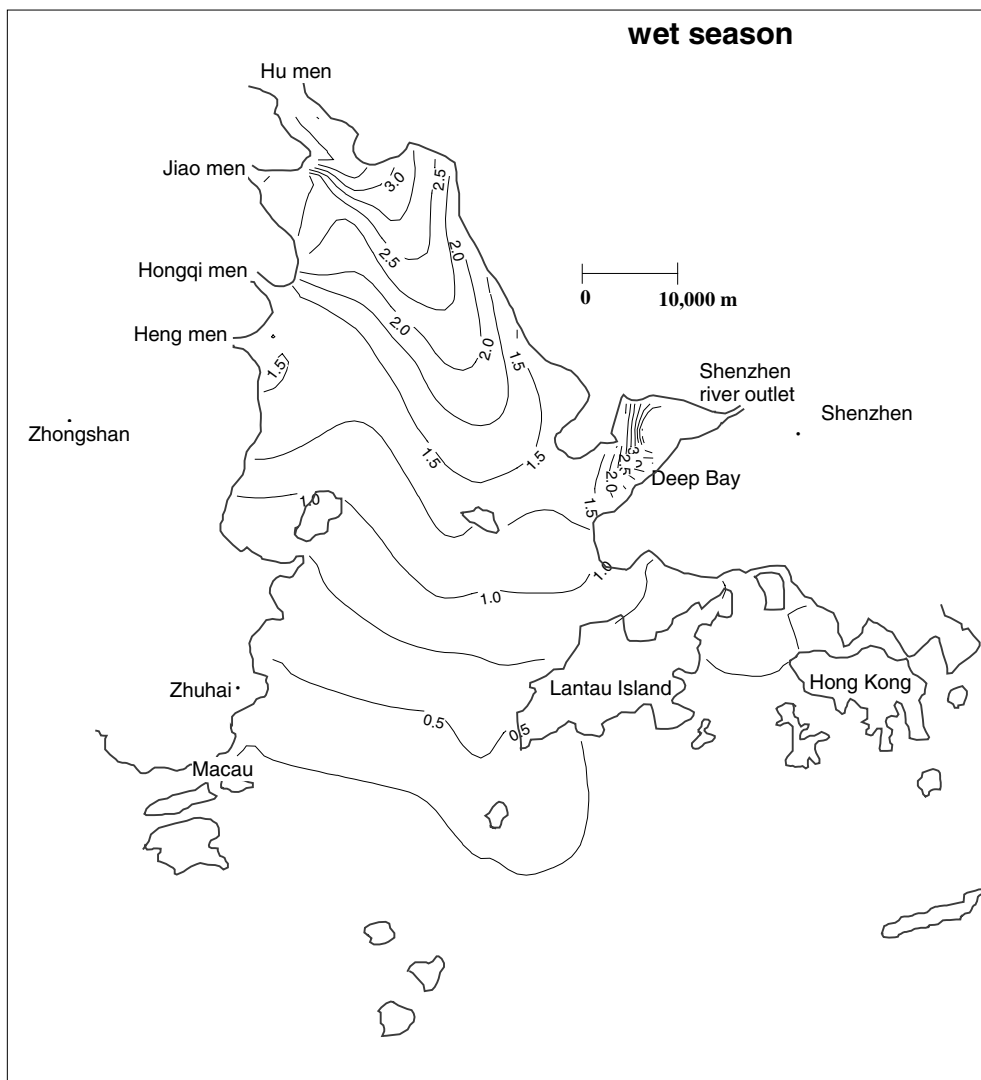 wet season
Hu men
Jiao men
3.0
2.5
Hongqi men
2.5
2.0
0
10,000 m
Heng men
2.0
2.0
1.5
1.5
Shenzhen
river outlet
Shenzhen
Zhongshan
1.5
1.5
2.0
Deep Bay
1.5
1.0
1.0
1.0
Zhuhai
Lantau Island
Hong Kong
0.5
0.5
Macau